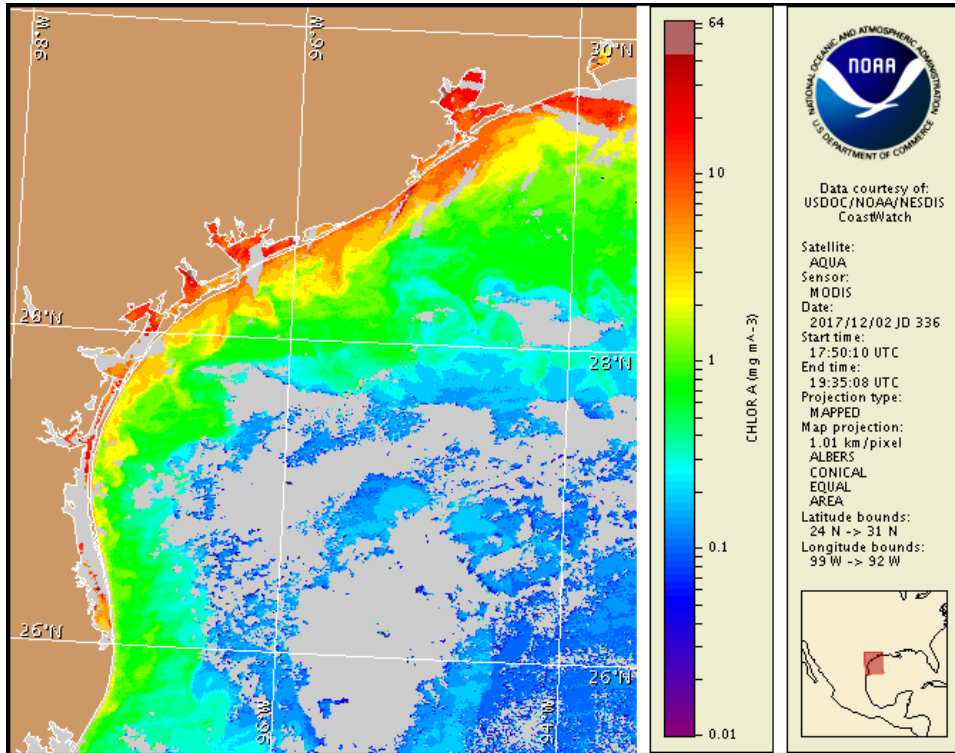 98°W
96°W
30°N
28°N
28°N
26°N
26°N
96°W
94°W
64
10
1
0.1
0.01
CHLOR A (mg m^-3)
NATIONAL OCEANIC AND ATMOSPHERIC ADMINISTRATION
NOAA
U.S. DEPARTMENT OF COMMERCE
Data courtesy of:
USDOC/NOAA/NESDIS
CoastWatch
Satellite:
AQUA
Sensor:
MODIS
Date:
2017/12/02 JD 336
Start time:
17:50:10 UTC
End time:
19:35:08 UTC
Projection type:
MAPPED
Map projection:
1.01 km/pixel
ALBERS
CONICAL
EQUAL
AREA
Latitude bounds:
24 N -> 31 N
Longitude bounds:
99 W -> 92 W